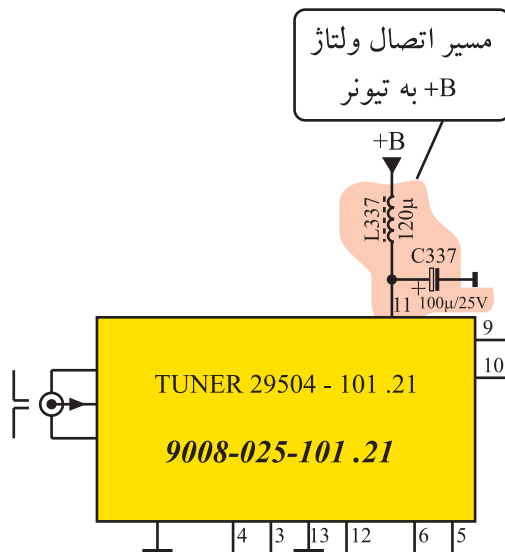 مسیر اتصال ولتاژ
+B به تیونر
+B
L337
120µ
C337
+
11
100µ/25V
9
10
TUNER 29504 - 101 .21
9008-025-101 .21
4
3
13
12
6
5